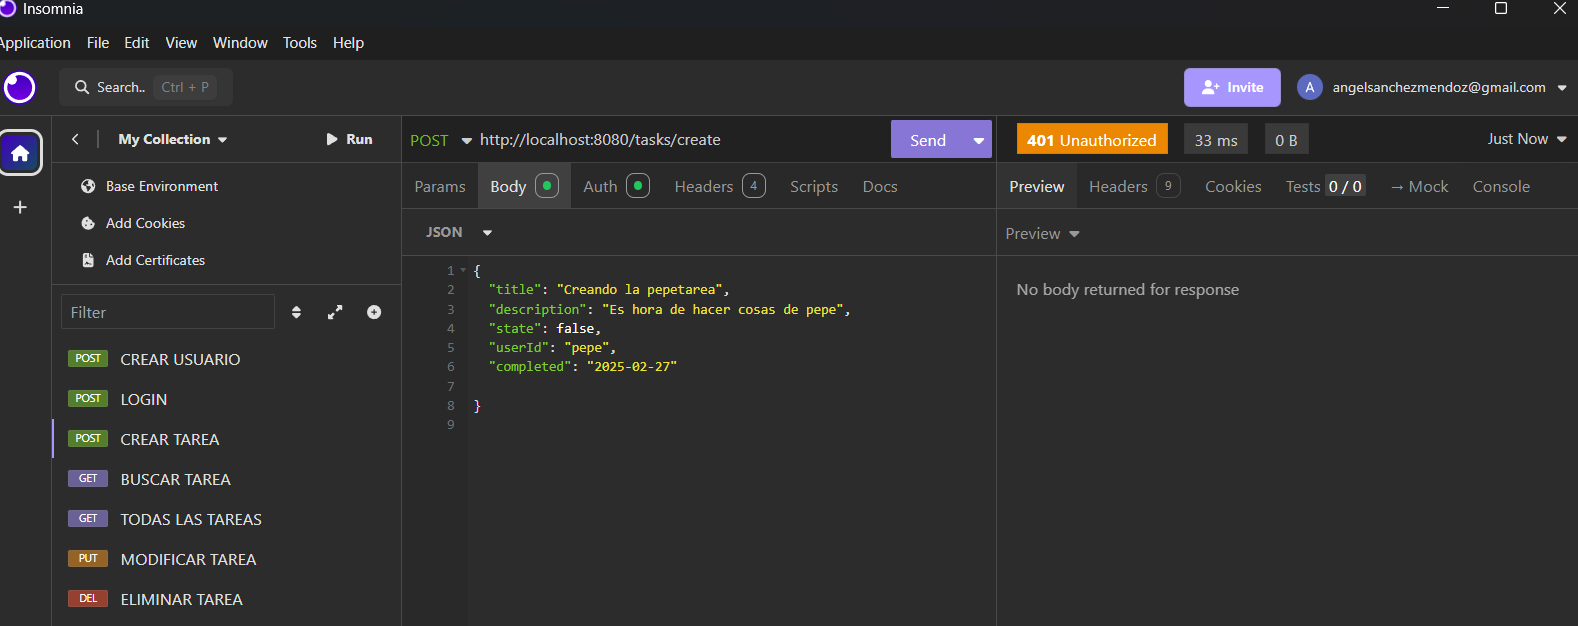 Insomnia
Application File Edit View Window Tools Help
Search.. Ctrl + P
Invite
A
angelsanchezmendoz@gmail.com
My Collection
Run
Base Environment
Add Cookies
Add Certificates
Filter
POST CREAR USUARIO
POST LOGIN
POST CREAR TAREA
GET BUSCAR TAREA
GET TODAS LAS TAREAS
PUT MODIFICAR TAREA
DEL ELIMINAR TAREA
POST http://localhost:8080/tasks/create
Send
Params Body Auth Headers 4 Scripts Docs
JSON
1 {
2 "title": "Creando la pepetarea",
3 "description": "Es hora de hacer cosas de pepe",
4 "state": false,
5 "userId": "pepe",
6 "completed": "2025-02-27"
7
8 }
9
401 Unauthorized 33 ms 0 B Just Now
Preview Headers 9 Cookies Tests 0 / 0 → Mock Console
Preview
No body returned for response